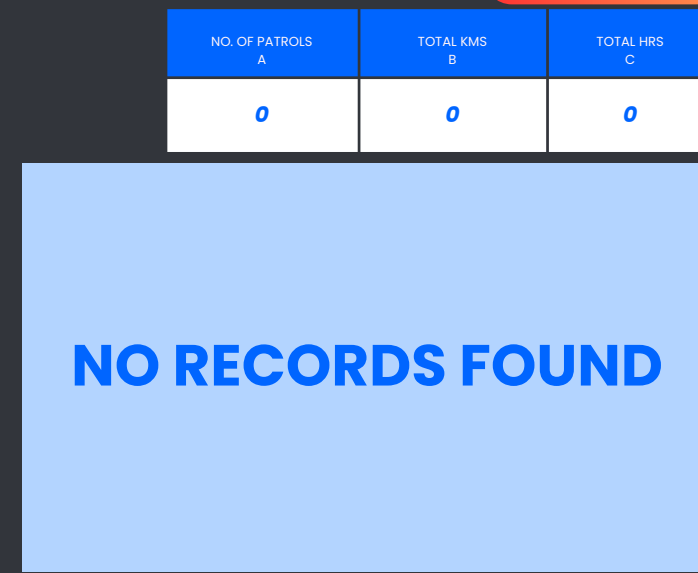 NO. OF PATROLS TOTAL KMS TOTAL HRS
A B C
0 0 0
NO RECORDS FOUND